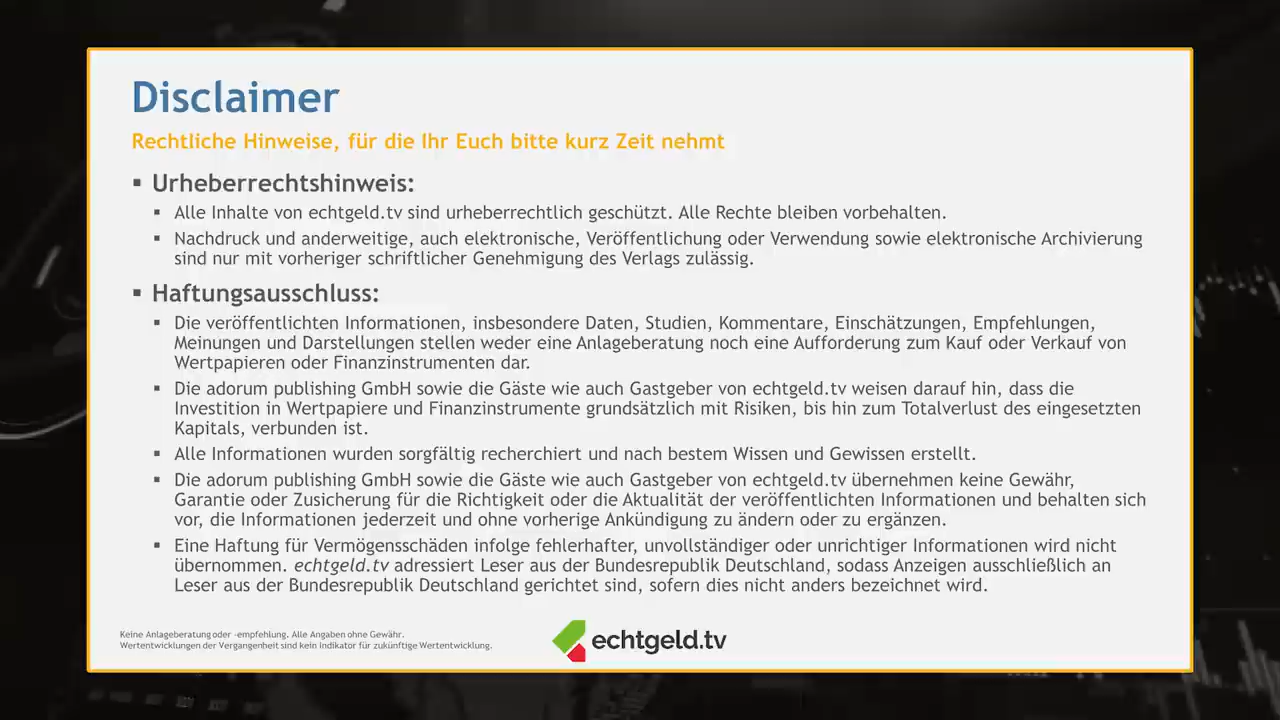 Disclaimer
Rechtliche Hinweise, für die Ihr Euch bitte kurz Zeit nehmt
▪ Urheberrechtshinweis:
▪ Alle Inhalte von echtgeld.tv sind urheberrechtlich geschützt. Alle Rechte bleiben vorbehalten.
▪ Nachdruck und anderweitige, auch elektronische, Veröffentlichung oder Verwendung sowie elektronische Archivierung
sind nur mit vorheriger schriftlicher Genehmigung des Verlags zulässig.
▪ Haftungsausschluss:
▪ Die veröffentlichten Informationen, insbesondere Daten, Studien, Kommentare, Einschätzungen, Empfehlungen,
Meinungen und Darstellungen stellen weder eine Anlageberatung noch eine Aufforderung zum Kauf oder Verkauf von
Wertpapieren oder Finanzinstrumenten dar.
▪ Die adorum publishing GmbH sowie die Gäste wie auch Gastgeber von echtgeld.tv weisen darauf hin, dass die
Investition in Wertpapiere und Finanzinstrumente grundsätzlich mit Risiken, bis hin zum Totalverlust des eingesetzten
Kapitals, verbunden ist.
▪ Alle Informationen wurden sorgfältig recherchiert und nach bestem Wissen und Gewissen erstellt.
▪ Die adorum publishing GmbH sowie die Gäste wie auch Gastgeber von echtgeld.tv übernehmen keine Gewähr,
Garantie oder Zusicherung für die Richtigkeit oder die Aktualität der veröffentlichten Informationen und behalten sich
vor, die Informationen jederzeit und ohne vorherige Ankündigung zu ändern oder zu ergänzen.
▪ Eine Haftung für Vermögensschäden infolge fehlerhafter, unvollständiger oder unrichtiger Informationen wird nicht
übernommen. echtgeld.tv adressiert Leser aus der Bundesrepublik Deutschland, sodass Anzeigen ausschließlich an
Leser aus der Bundesrepublik Deutschland gerichtet sind, sofern dies nicht anders bezeichnet wird.
Keine Anlageberatung oder -empfehlung. Alle Angaben ohne Gewähr.
Wertentwicklungen der Vergangenheit sind kein Indikator für zukünftige Wertentwicklung.
echtgeld.tv